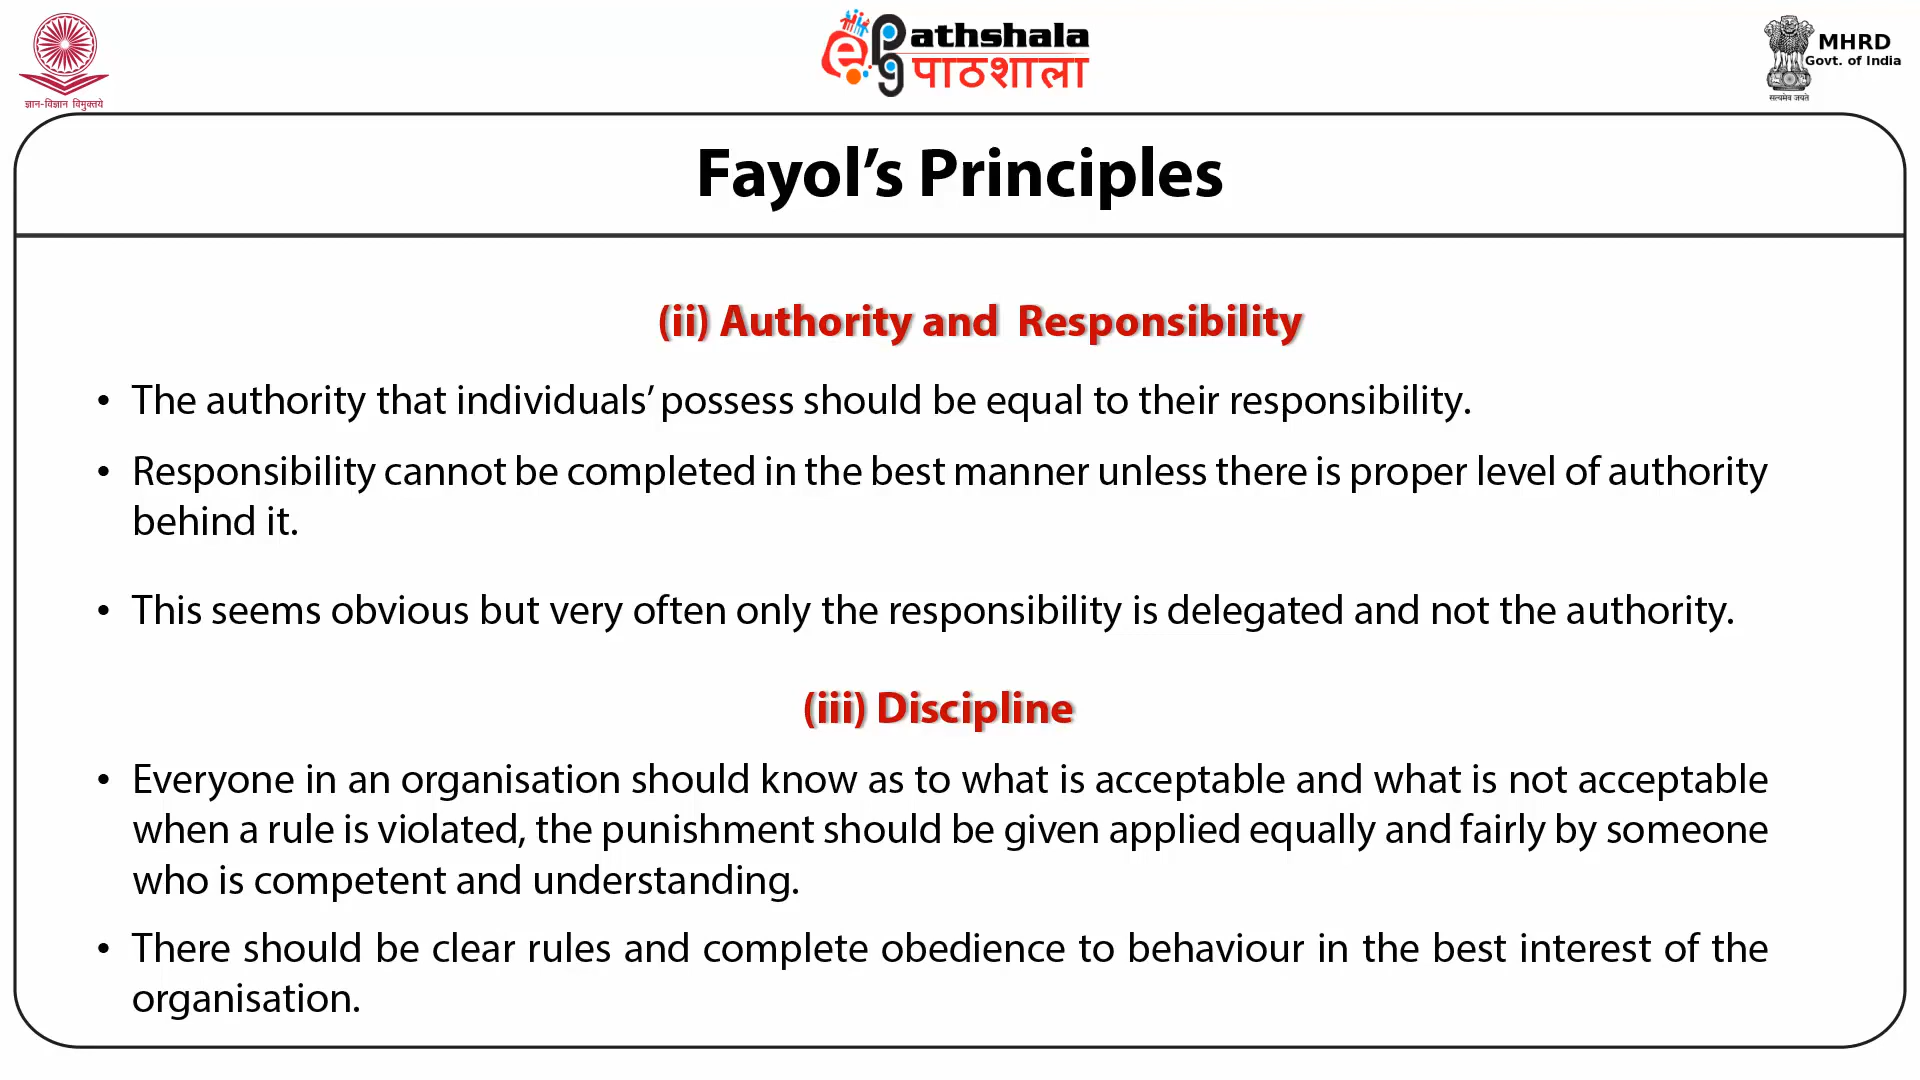 ज्ञान-विज्ञान विमुक्तये
ePG Pathshala
पाठशाला
MHRD
Govt. of India
सत्यमेव जयते
Fayol’s Principles
(ii) Authority and Responsibility
• The authority that individuals’ possess should be equal to their responsibility.
• Responsibility cannot be completed in the best manner unless there is proper level of authority
behind it.
• This seems obvious but very often only the responsibility is delegated and not the authority.
(iii) Discipline
• Everyone in an organisation should know as to what is acceptable and what is not acceptable
when a rule is violated, the punishment should be given applied equally and fairly by someone
who is competent and understanding.
• There should be clear rules and complete obedience to behaviour in the best interest of the
organisation.